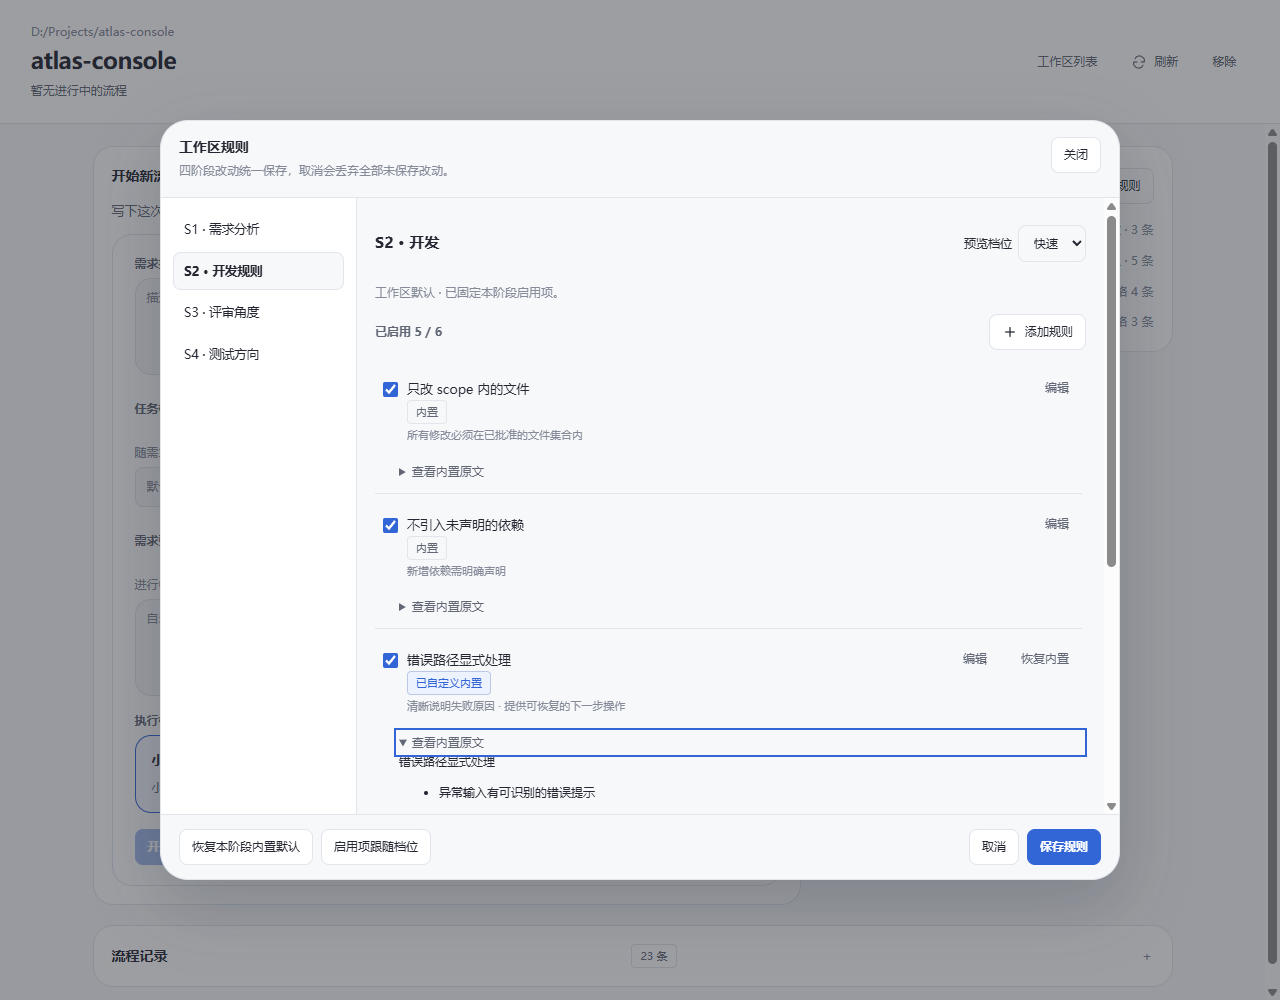 D:/Projects/atlas-console
atlas-console
暂无进行中的流程
工作区列表
刷新
移除
工作区规则
四阶段改动统一保存，取消会丢弃全部未保存改动。
关闭
S1 · 需求分析
S2 · 开发规则
S3 · 评审角度
S4 · 测试方向
S2 · 开发
预览档位
快速
工作区默认 · 已固定本阶段启用项。
已启用 5 / 6
添加规则
只改 scope 内的文件
编辑
内置
所有修改必须在已批准的文件集合内
查看内置原文
不引入未声明的依赖
编辑
内置
新增依赖需明确声明
查看内置原文
错误路径显式处理
编辑
恢复内置
已自定义内置
清晰说明失败原因 · 提供可恢复的下一步操作
查看内置原文
错误路径显式处理
• 异常输入有可识别的错误提示
恢复本阶段内置默认
启用项跟随档位
取消
保存规则
开始新
写下这次
需求
任务
随需
需求
进行
执行
规则
· 3 条
· 5 条
4 条
3 条
流程记录
23 条
+